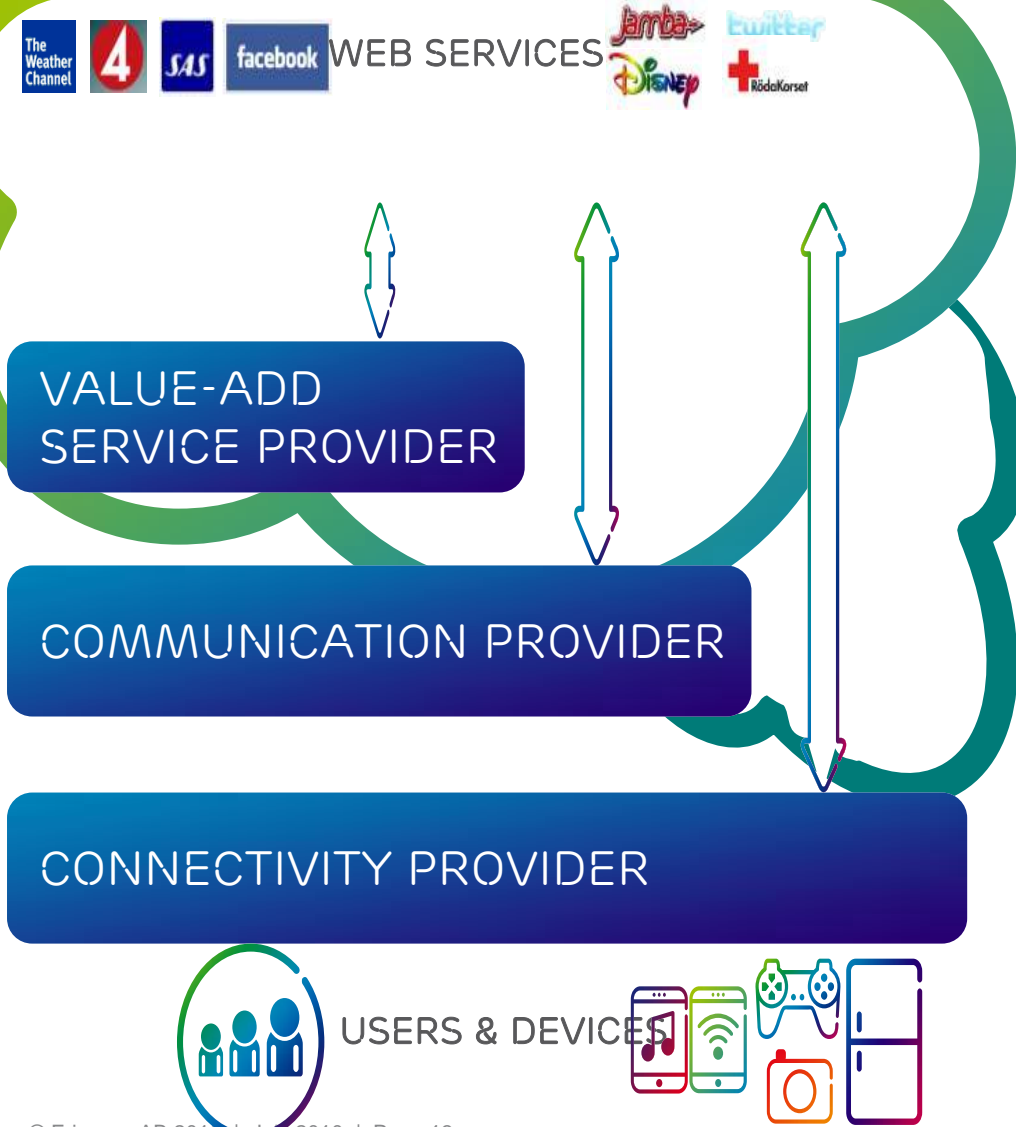 The
Weather
Channel
4
SAS
facebook
WEB SERVICES
Jamba
twitter
Disney
RödaKorset
VALUE-ADD
SERVICE PROVIDER
COMMUNICATION PROVIDER
CONNECTIVITY PROVIDER
USERS & DEVICES